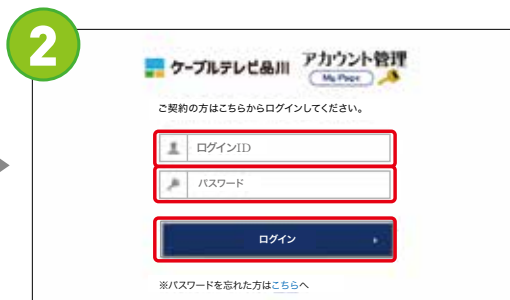 2
ケーブルテレビ品川
アカウント管理
My Page
ご契約の方はこちらからログインしてください。
ログインID
パスワード
ログイン
※パスワードを忘れた方はこちらへ